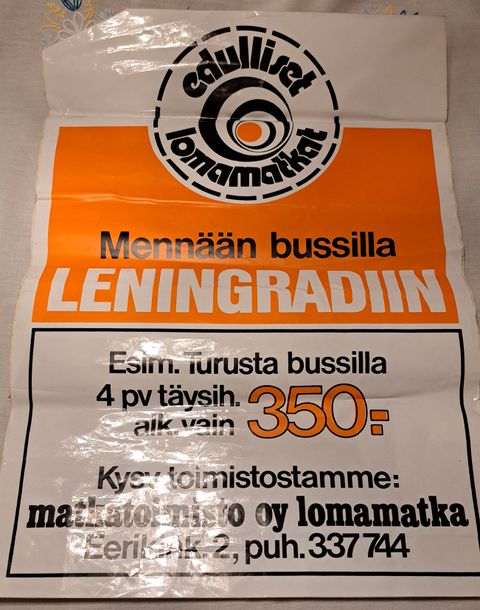 edulliset
lomamatkat
Mennään bussilla
LENINGRADIIN
Esim. Turusta bussilla
4 pv täysih.
alk. vain 350:-
Kysy toimistostamme:
matkatoimisto oy lomamatka
2, puh. 337 744